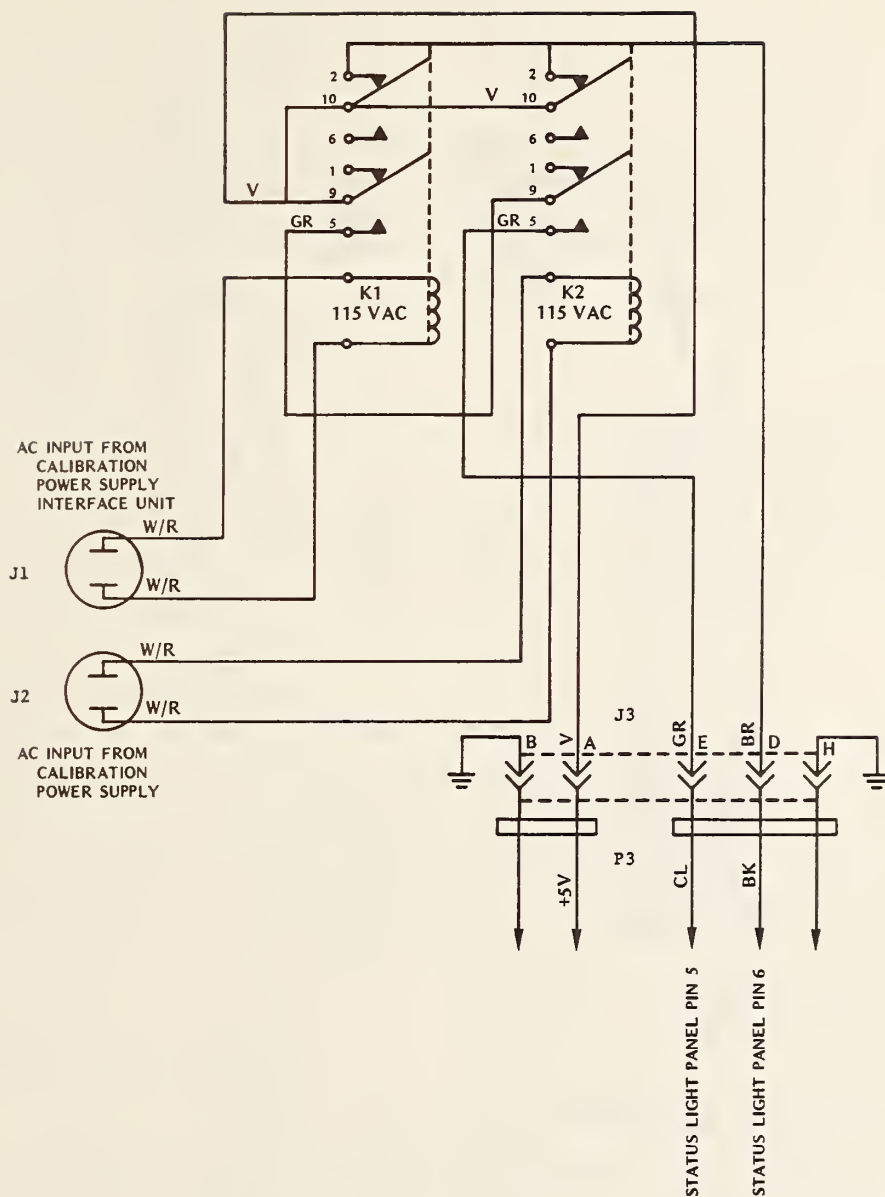 2
10
6
1
9
GR 5
V
K1
115 VAC
2
V
10
6
1
9
GR 5
K2
115 VAC
AC INPUT FROM
CALIBRATION
POWER SUPPLY
INTERFACE UNIT
W/R
J1
W/R
W/R
J2
W/R
AC INPUT FROM
CALIBRATION
POWER SUPPLY
J3
B
V
A
GR
E
BR
D
H
P3
+5V
CL
BK
STATUS LIGHT PANEL PIN 5
STATUS LIGHT PANEL PIN 6